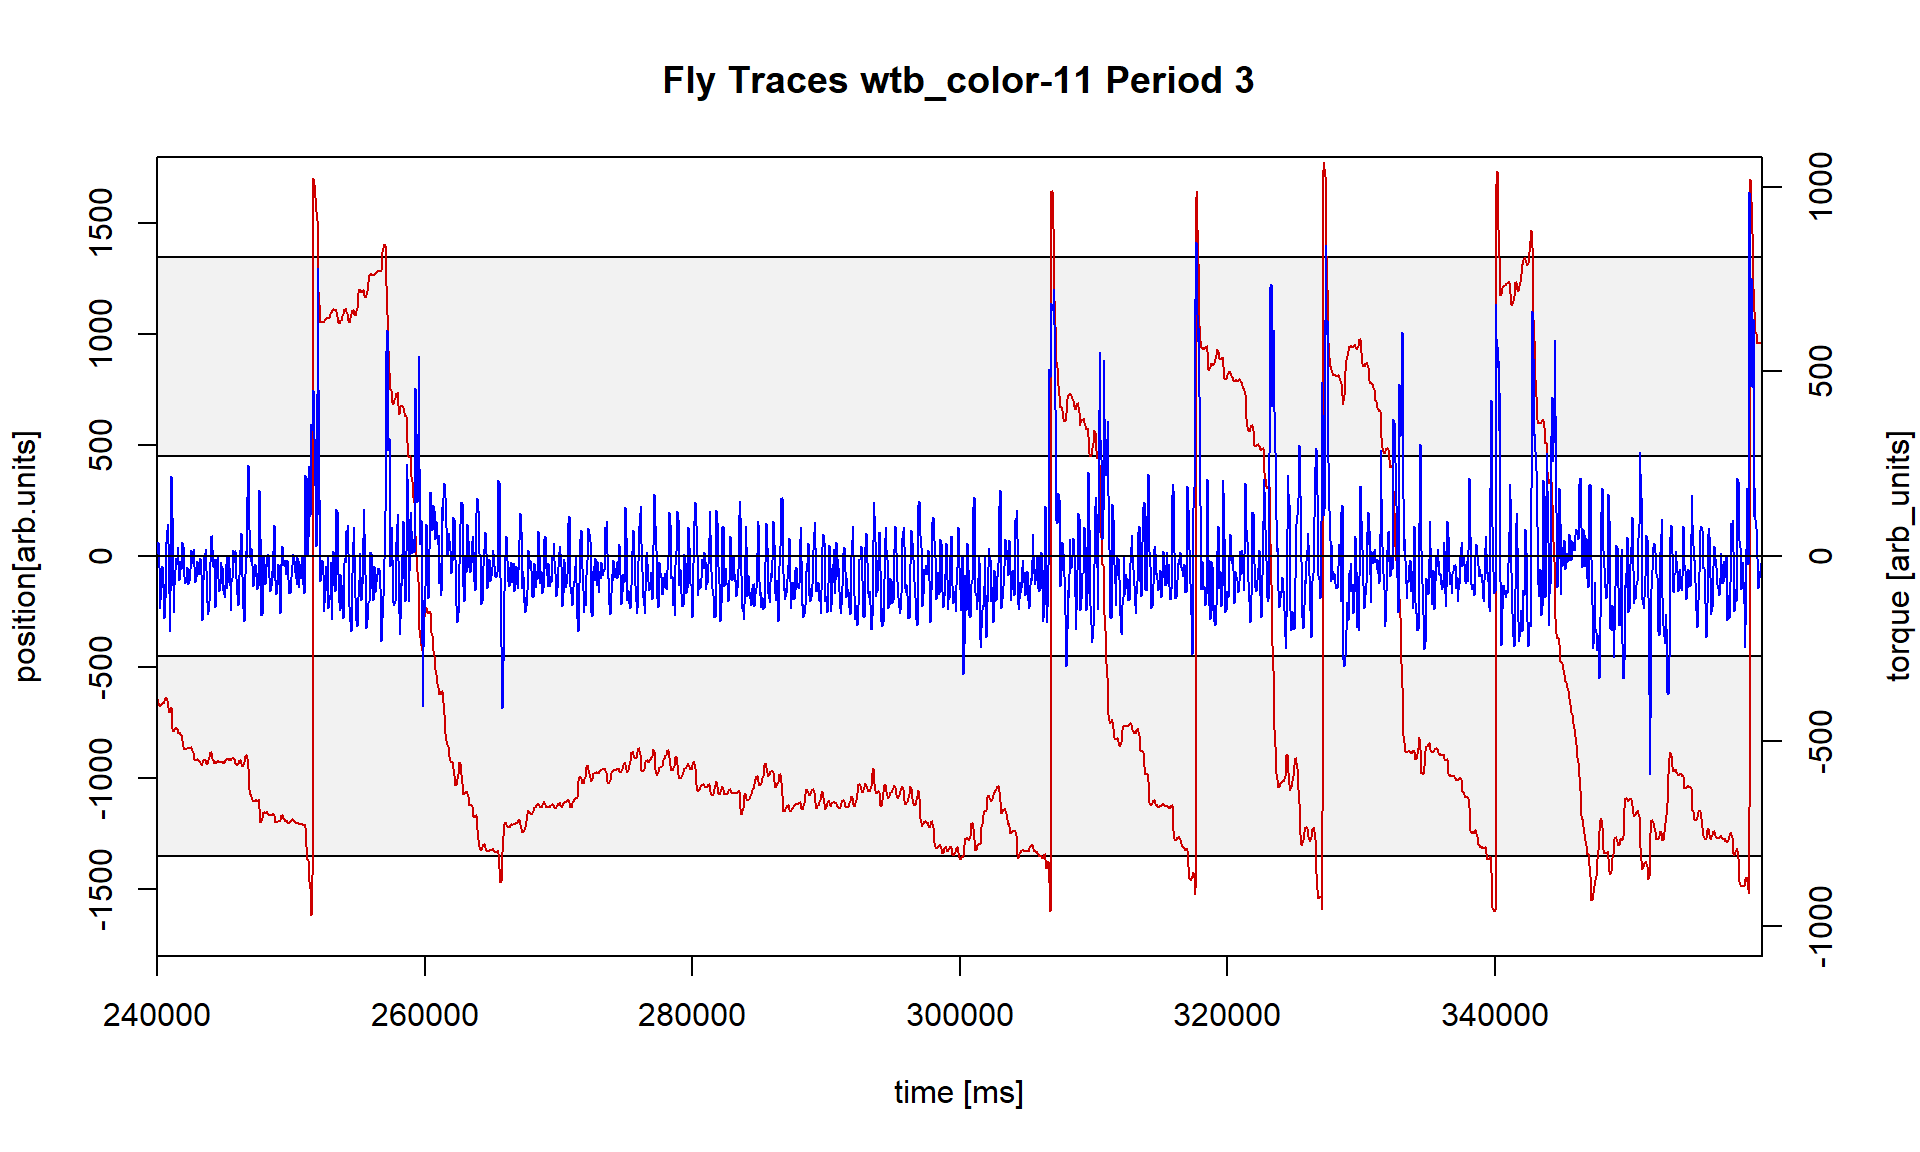 Fly Traces wtb_color-11 Period 3
position[arb.units]
1500
1000
500
0
-500
-1000
-1500
1000
500
0
-500
-1000
torque [arb_units]
240000 260000 280000 300000 320000 340000
time [ms]